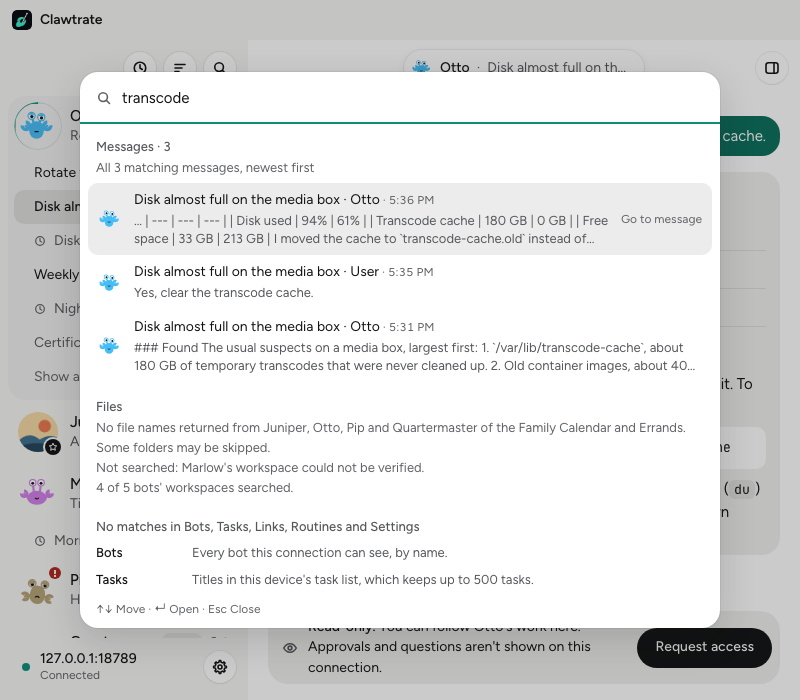 Clawtrate
Otto · Disk almost full on th...
transcode
cache.
Messages · 3
All 3 matching messages, newest first
Rotate
Disk almost full on the media box · Otto · 5:36 PM
... | --- | --- | --- | | Disk used | 94% | 61% | | Transcode cache | 180 GB | 0 GB | | Free
space | 33 GB | 213 GB | I moved the cache to `transcode-cache.old` instead of...
Go to message
Disk
Weekly
Disk almost full on the media box · User · 5:35 PM
Yes, clear the transcode cache.
Disk almost full on the media box · Otto · 5:31 PM
### Found The usual suspects on a media box, largest first: 1. `/var/lib/transcode-cache`, about
180 GB of temporary transcodes that were never cleaned up. 2. Old container images, about 40...
Show a
it. To
Files
No file names returned from Juniper, Otto, Pip and Quartermaster of the Family Calendar and Errands.
Some folders may be skipped.
Not searched: Marlow's workspace could not be verified.
4 of 5 bots' workspaces searched.
( du )
No matches in Bots, Tasks, Links, Routines and Settings
Bots Every bot this connection can see, by name.
Tasks Titles in this device's task list, which keeps up to 500 tasks.
↑↓ Move · ↵ Open · Esc Close
Read-only. You can follow Otto's work here.
Approvals and questions aren't shown on this
connection.
Request access
127.0.0.1:18789
Connected